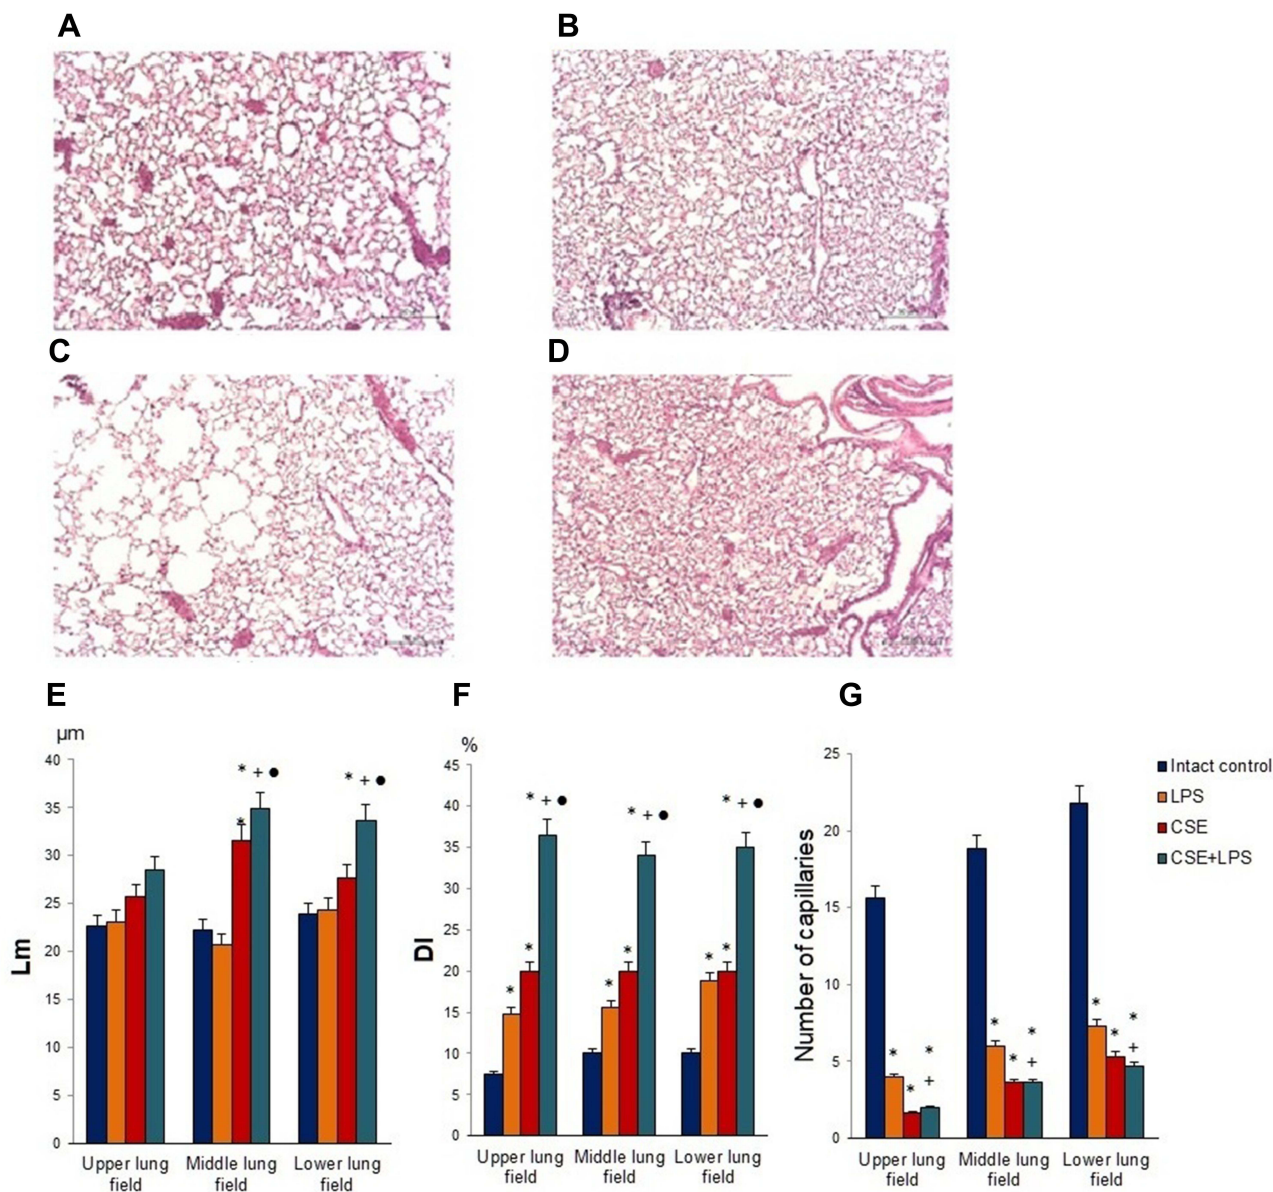 A
B
C
D
E
F
G
µm
40
35
30
25
20
15
10
5
0
Lm
* + ●
*
* + ●
Upper lung field
Middle lung field
Lower lung field
%
45
40
35
30
25
20
15
10
5
0
DI
* + ●
* + ●
* + ●
*
*
*
*
*
*
Upper lung field
Middle lung field
Lower lung field
25
20
15
10
5
0
Number of capillaries
*
*
*
+
*
*
*
+
*
*
*
+
Upper lung field
Middle lung field
Lower lung field
Intact control
LPS
CSE
CSE+LPS